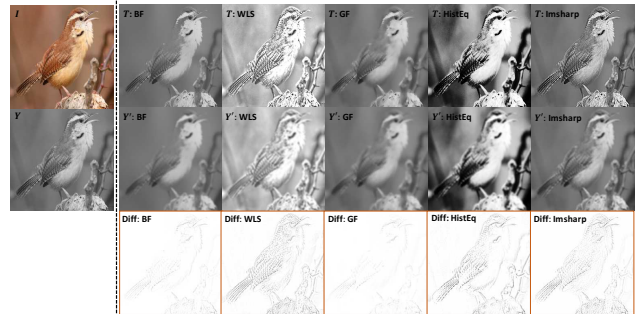 I
T: BF
T: WLS
T: GF
T: HistEq
T: Imsharp
Y
Y': BF
Y': WLS
Y': GF
Y': HistEq
Y': Imsharp
Diff: BF
Diff: WLS
Diff: GF
Diff: HistEq
Diff: Imsharp